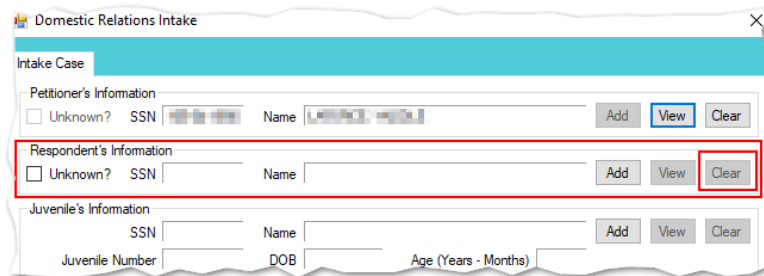 Domestic Relations Intake
Intake Case
Petitioner's Information
Unknown? SSN Name Add View Clear
Respondent's Information
Unknown? SSN Name Add View Clear
Juvenile's Information
SSN Name Add View Clear
Juvenile Number DOB Age (Years - Months)